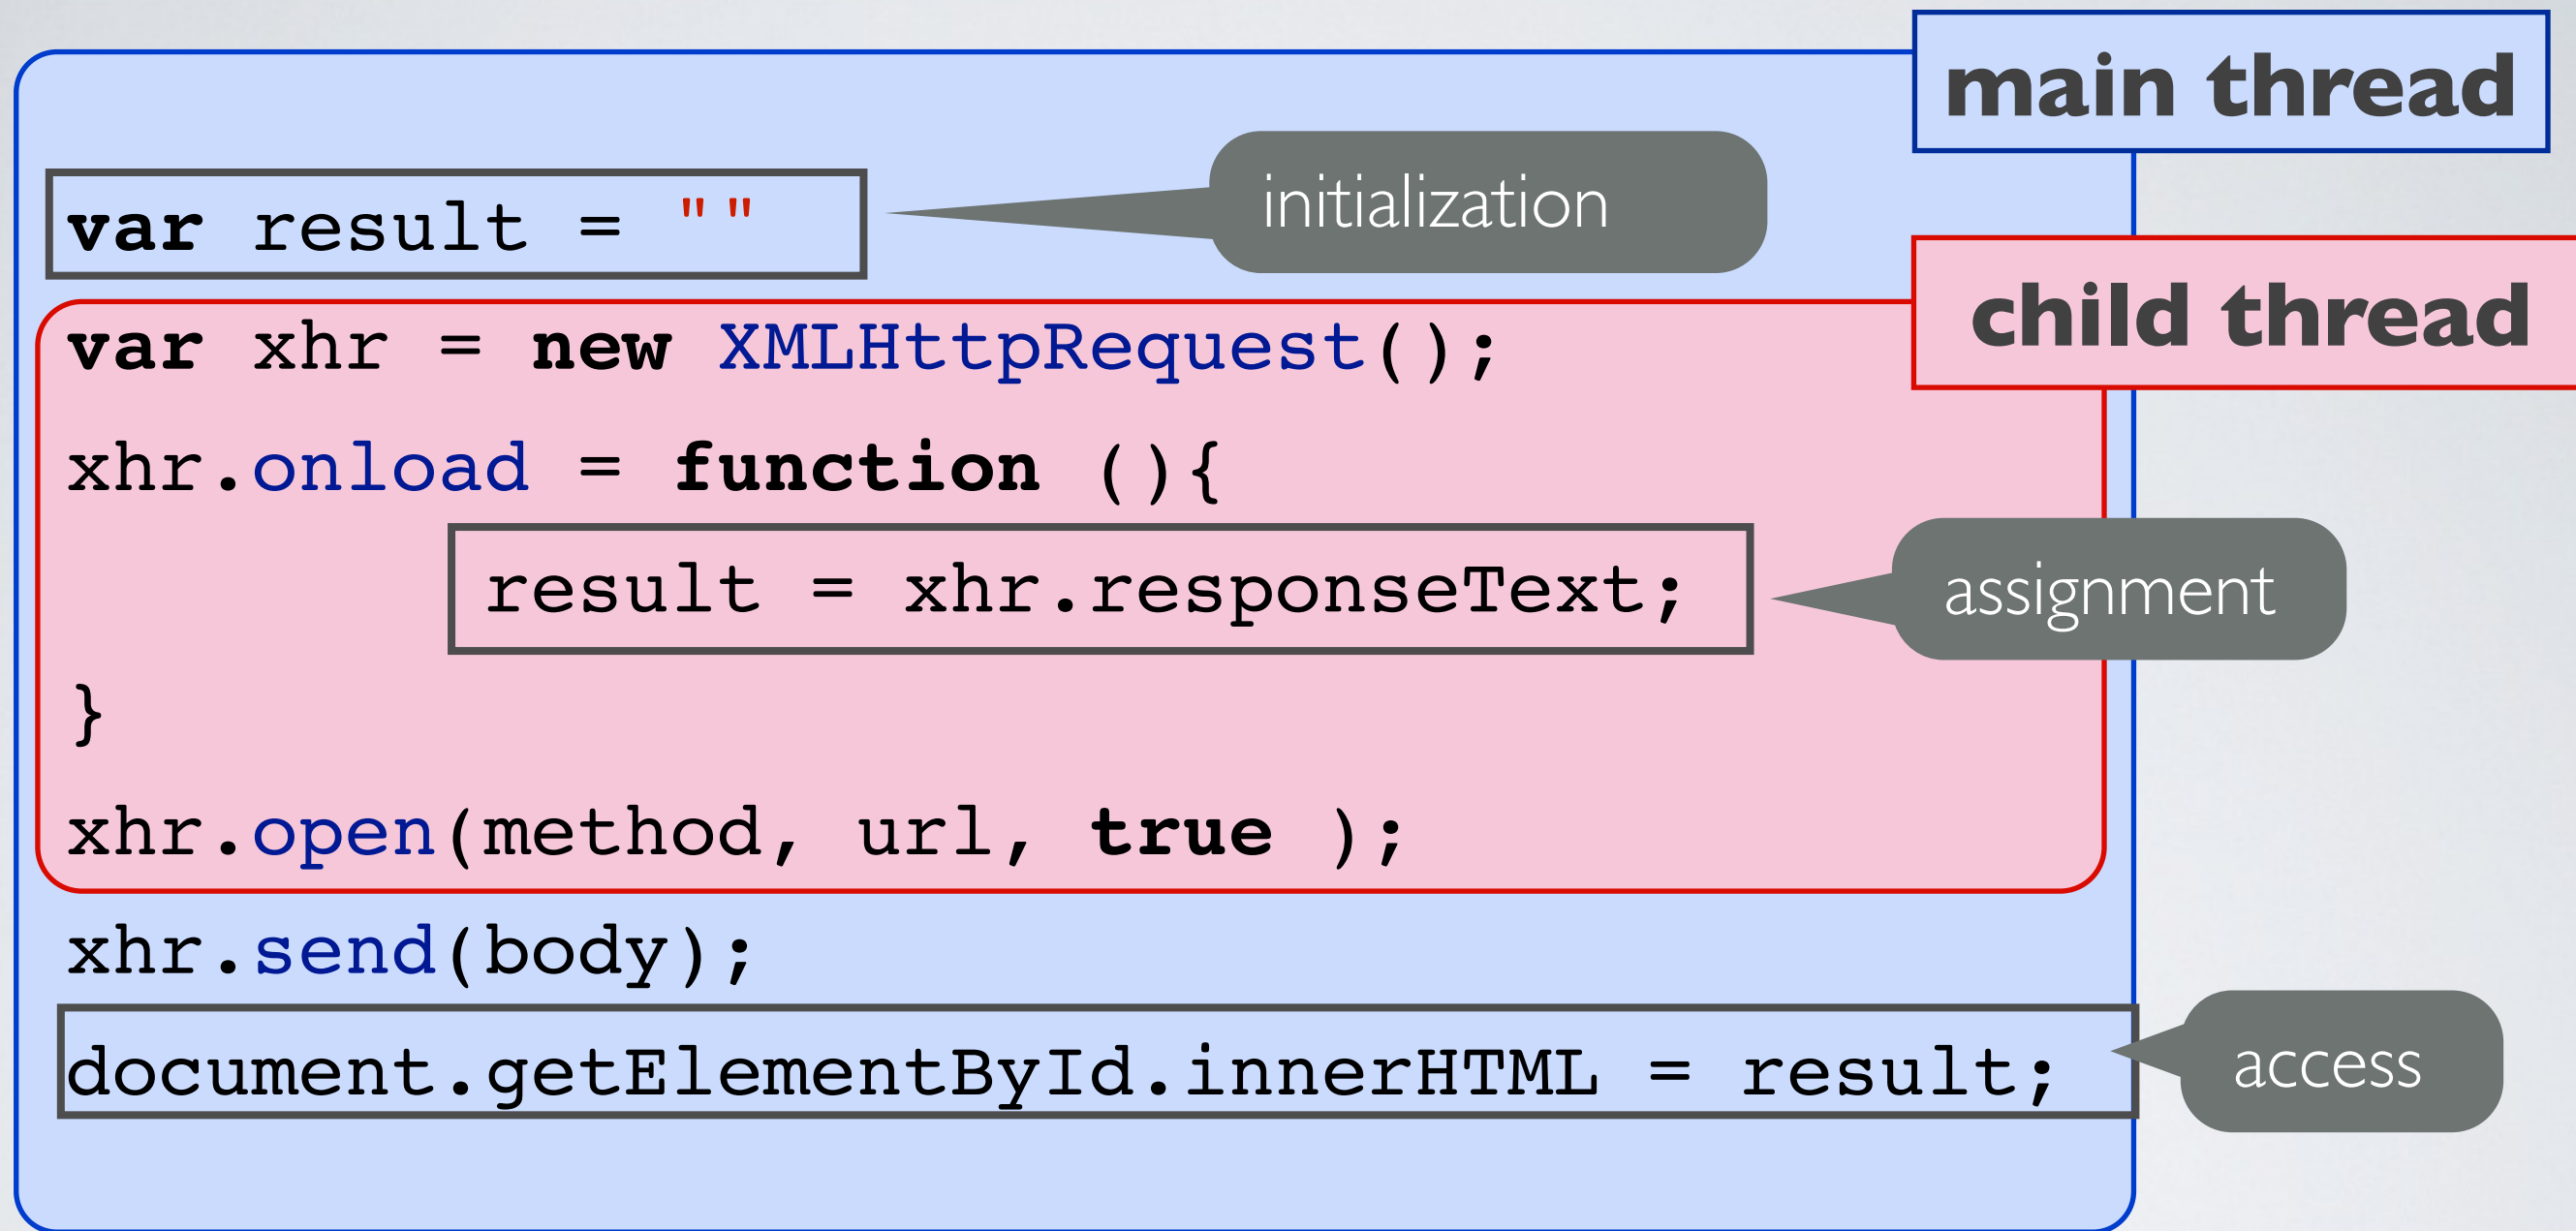 main thread
var result = ""
initialization
child thread
var xhr = new XMLHttpRequest();
xhr.onload = function (){
result = xhr.responseText;
assignment
}
xhr.open(method, url, true );
xhr.send(body);
document.getElementById.innerHTML = result;
access